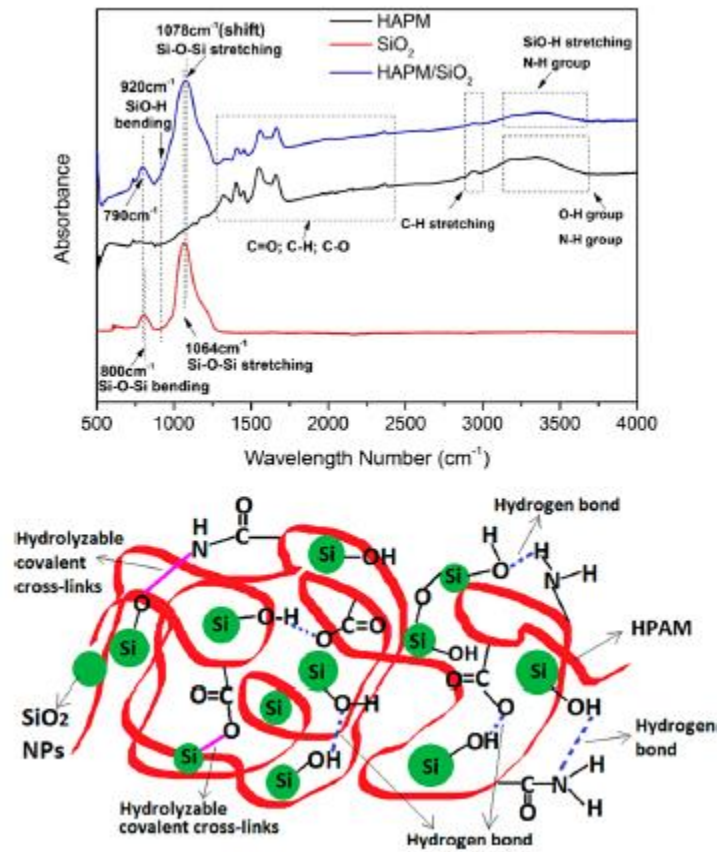 1078cm⁻¹(shift)
Si-O-Si stretching
HAPM
SiO₂
HAPM/SiO₂
SiO-H stretching
N-H group
920cm⁻¹
SiO-H
bending
790cm⁻¹
C=O; C-H; C-O
C-H stretching
O-H group
N-H group
1064cm⁻¹
Si-O-Si stretching
800cm⁻¹
Si-O-Si bending
Absorbance
500 1000 1500 2000 2500 3000 3500 4000
Wavelength Number (cm⁻¹)
Hydrogen bond
Hydrolyzable
covalent
cross-links
H
N
C
O
Si
OH
H
O
Si
H
N
H
O
Si
Si
O-H
O
C=O
O
Si
OH
HPAM
SiO₂
NPs
O=C
O
Si
Si
Si
O-H
O=C
O
Si
OH
Hydrogen
bond
Si
Si
OH
Si
OH
C
O
N
H
H
Hydrolyzable
covalent cross-links
Hydrogen bond